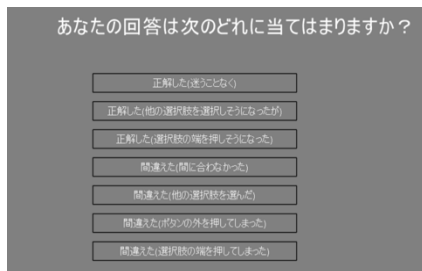 あなたの回答は次のどれに当てはまりますか？
正解した(迷うことなく)
正解した(他の選択肢を選択しそうになったが)
正解した(選択肢の端を押しそうになった)
間違えた(間に合わなかった)
間違えた(他の選択肢を選んだ)
間違えた(ボタンの外を押してしまった)
間違えた(選択肢の端を押してしまった)